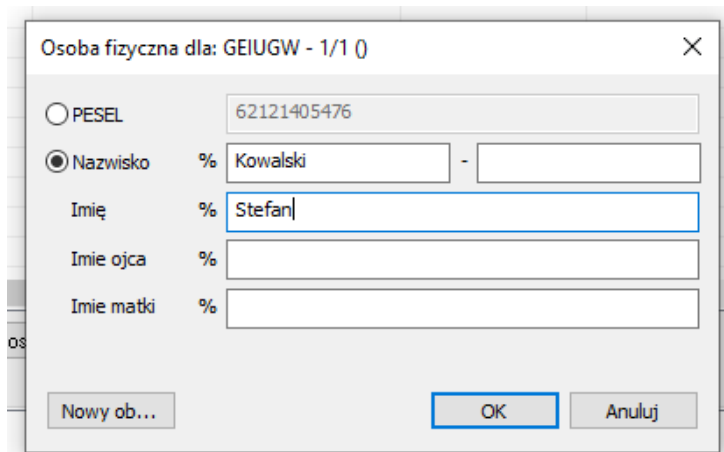 Osoba fizyczna dla: GEIUGW - 1/1 ()
PESEL 62121405476
Nazwisko % Kowalski -
Imię % Stefan
Imie ojca %
Imie matki %
os
Nowy ob... OK Anuluj